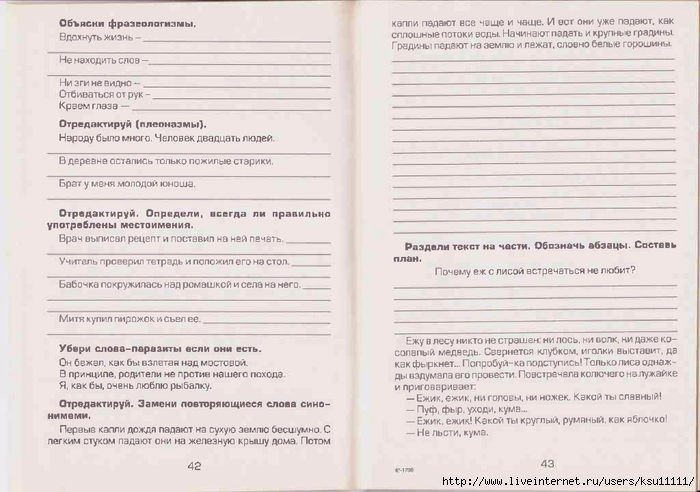 Объясни фразеологизмы.
Вдохнуть жизнь –
Не находить слов –
Ни зги не видно –
Отбиваться от рук –
Краем глаза —
Отредактируй (плеоназмы).
Народу было много. Человек двадцать людей.
В деревне остались только пожилые старики.
Брат у меня молодой юноша.
Отредактируй. Определи, всегда ли правильно
употреблены местоимения.
Врач выписал рецепт и поставил на ней печать.
Учитель проверил тетрадь и положил его на стол.
Бабочка покружилась над ромашкой и села на него.
Митя купил пирожок и съел ее.
Убери слова–паразиты если они есть.
Он бежал, как бы взлетая над мостовой.
В принципе, родители не против нашего похода.
Я, как бы, очень люблю рыбалку.
Отредактируй. Замени повторяющиеся слова сино-
нимами.
Первые капли дождя падают на сухую землю бесшумно. С
легким стуком падают они на железную крышу дома. Потом
42
капли падают все чаще и чаще. И вот они уже падают, как
сплошные потоки воды. Начинают падать и крупные градины.
Градины падают на землю и лежат, словно белые горошины.
Раздели текст на части. Обозначь абзацы. Составь
план.
Почему еж с лисой встречаться не любит?
Ежу в лесу никто не страшен: ни лось, ни волк, ни даже ко-
солапый медведь. Свернется клубком, иголки выставит, да
как фыркнет... Попробуй–ка подступись! Только лиса однаж-
ды вздумала его провести. Повстречала колючего на лужайке
и приговаривает:
— Ежик, ежик, ни головы, ни ножек. Какой ты славный!
— Пуф, фыр, уходи, кума...
— Ежик, ежик! Какой ты круглый, румяный, как яблочко!
— Не льсти, кума.
43
http://www.liveinternet.ru/users/ksu11111/